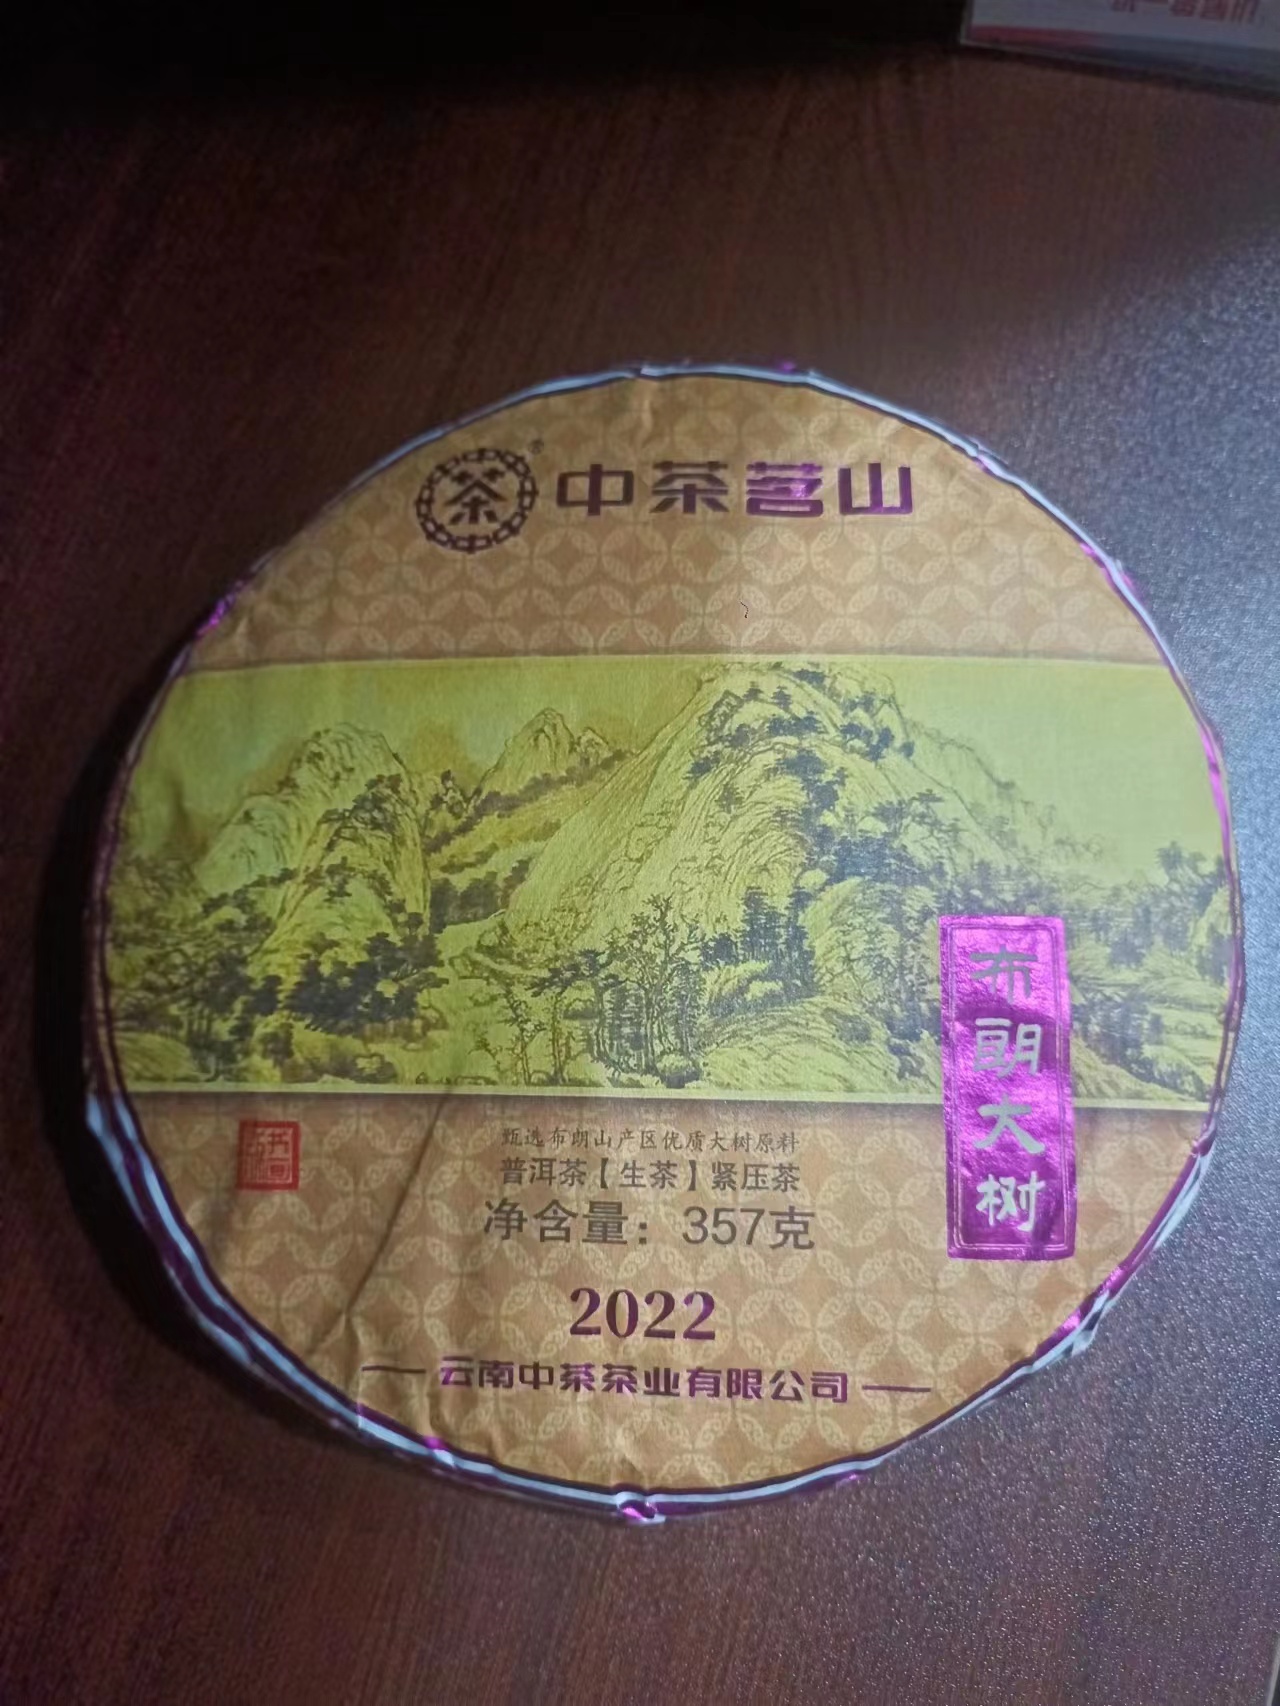 茶
中茶茗山
布朗大树
甄选布朗山产区优质大树原料
普洱茶【生茶】紧压茶
净含量：357克
2022
云南中茶茶业有限公司